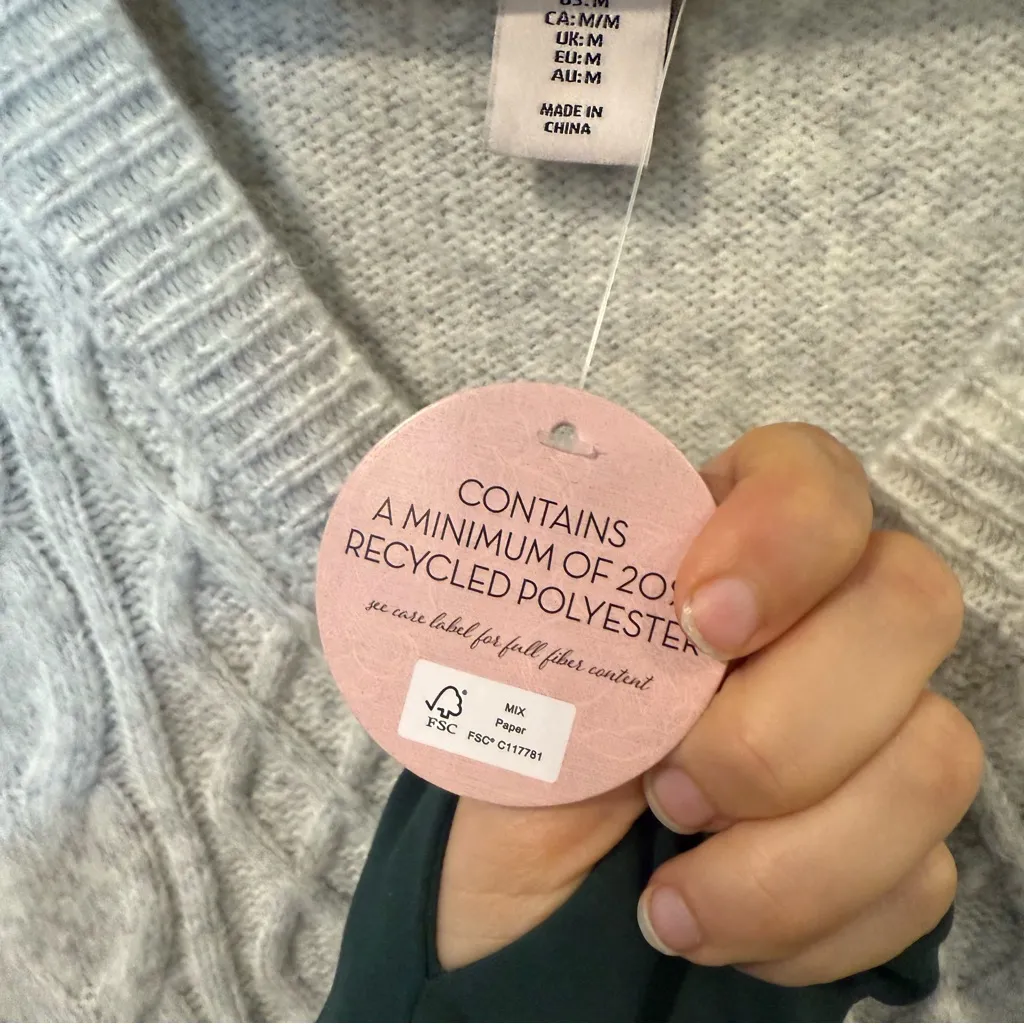 US: M
CA: M/M
UK: M
EU: M
AU: M
MADE IN
CHINA
CONTAINS
A MINIMUM OF 20%
RECYCLED POLYESTER
see care label for full fiber content
FSC
MIX
Paper
FSC® C117781